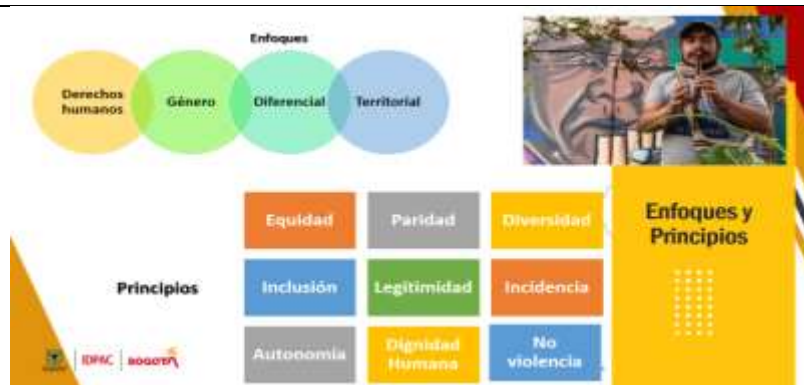 Enfoques
Derechos
humanos
Género
Diferencial
Territorial
Enfoques y
Principios
Principios
Equidad
Paridad
Diversidad
Inclusión
Legitimidad
Incidencia
Autonomía
Dignidad
Humana
No
violencia
IDPAC
BOGOTÁ